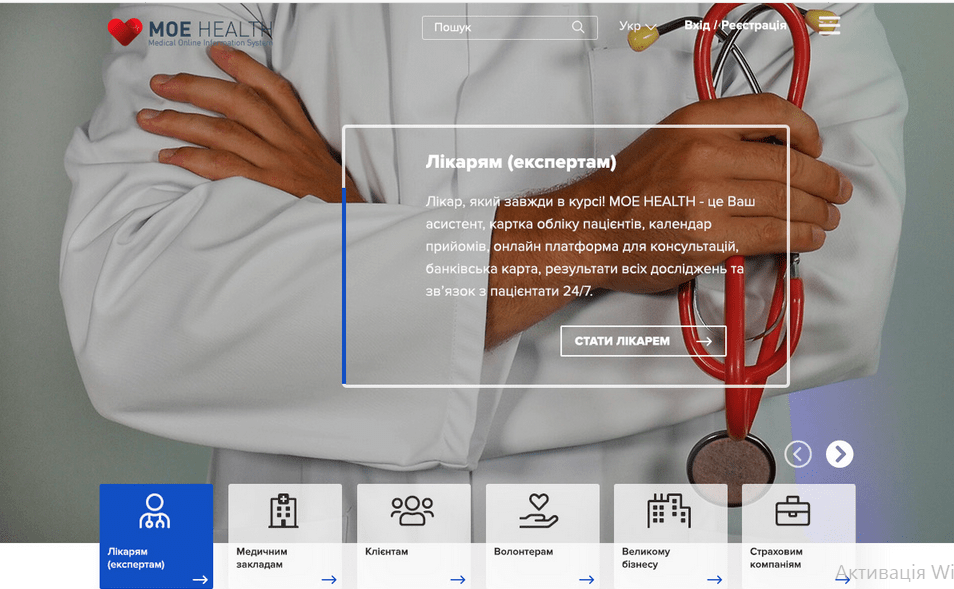 MOE HEALTH
Medical Online Information System
Пошук
Укр
Вхід / Реєстрація
Лікарям (експертам)
Лікар, який завжди в курсі! MOE HEALTH - це Ваш
асистент, картка обліку пацієнтів, календар
прийомів, онлайн платформа для консультацій,
банківська карта, результати всіх досліджень та
зв'язок з пацієнтати 24/7.
СТАТИ ЛІКАРЕМ
Лікарям
(експертам)
Медичним
закладам
Клієнтам
Волонтерам
Великому
бізнесу
Страховим
компаніям
Активація Wi